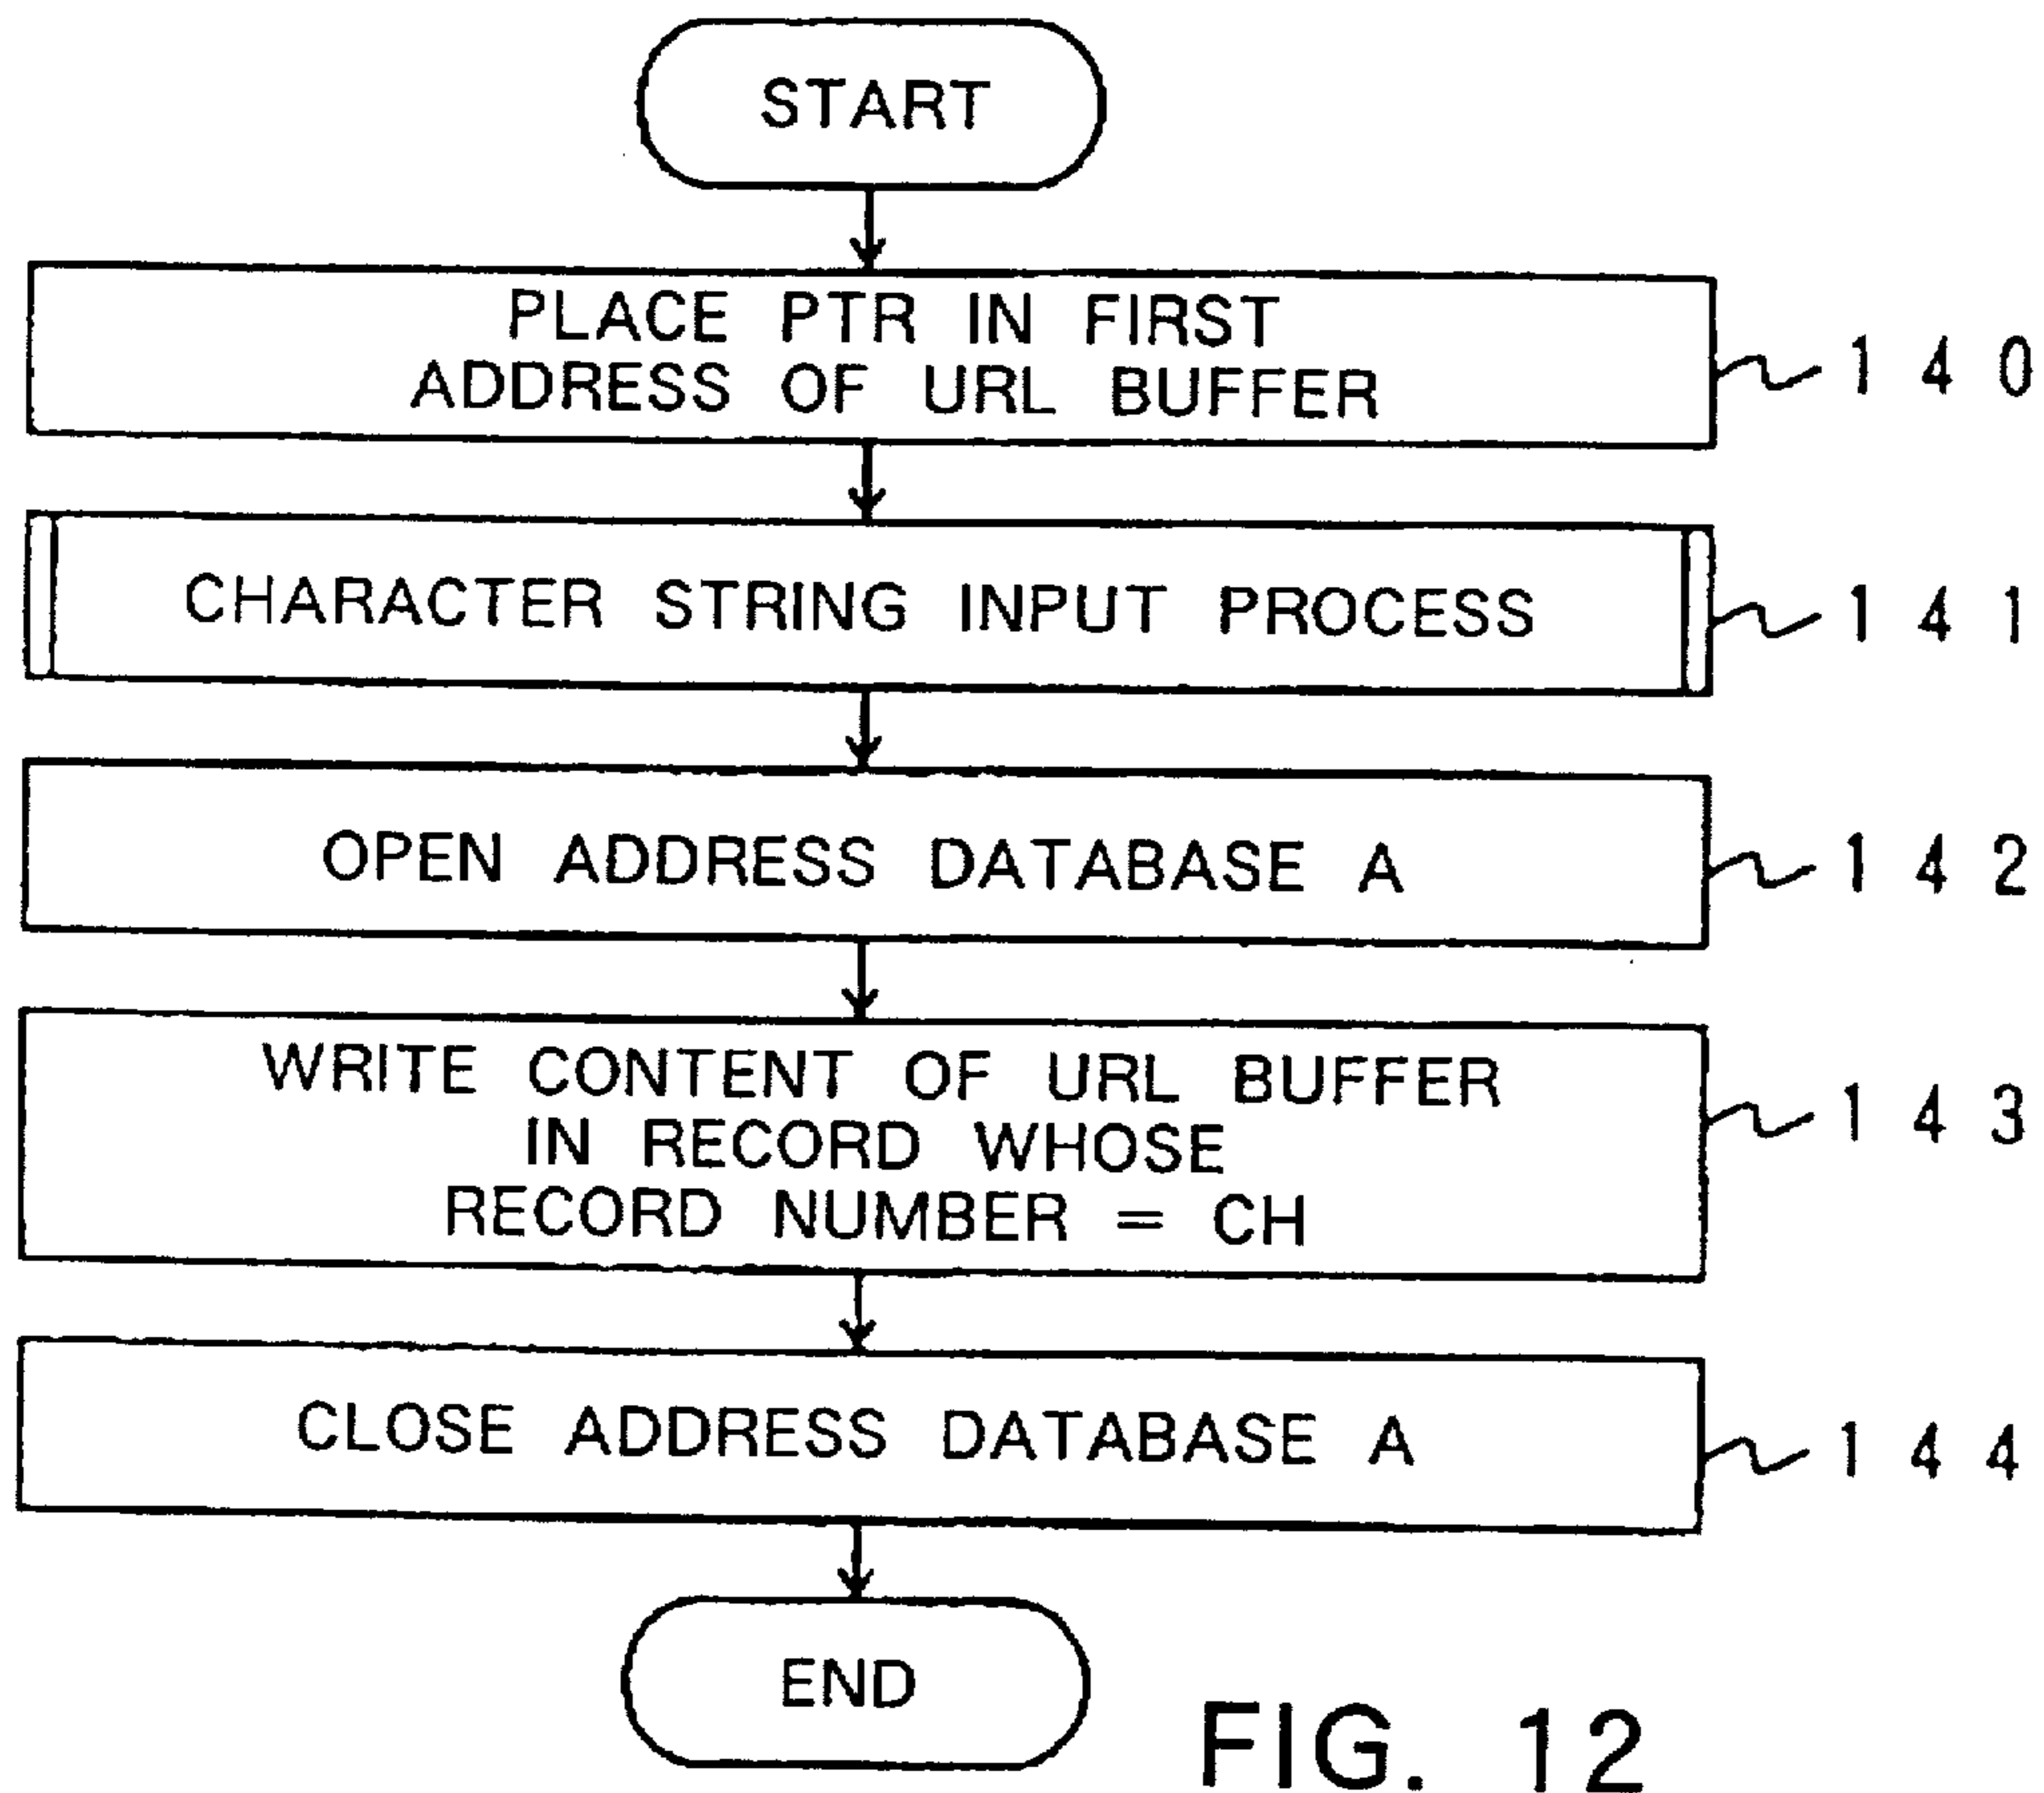 START
PLACE PTR IN FIRST
ADDRESS OF URL BUFFER
140
CHARACTER STRING INPUT PROCESS
141
OPEN ADDRESS DATABASE A
142
WRITE CONTENT OF URL BUFFER
IN RECORD WHOSE
RECORD NUMBER = CH
143
CLOSE ADDRESS DATABASE A
144
END
FIG. 12